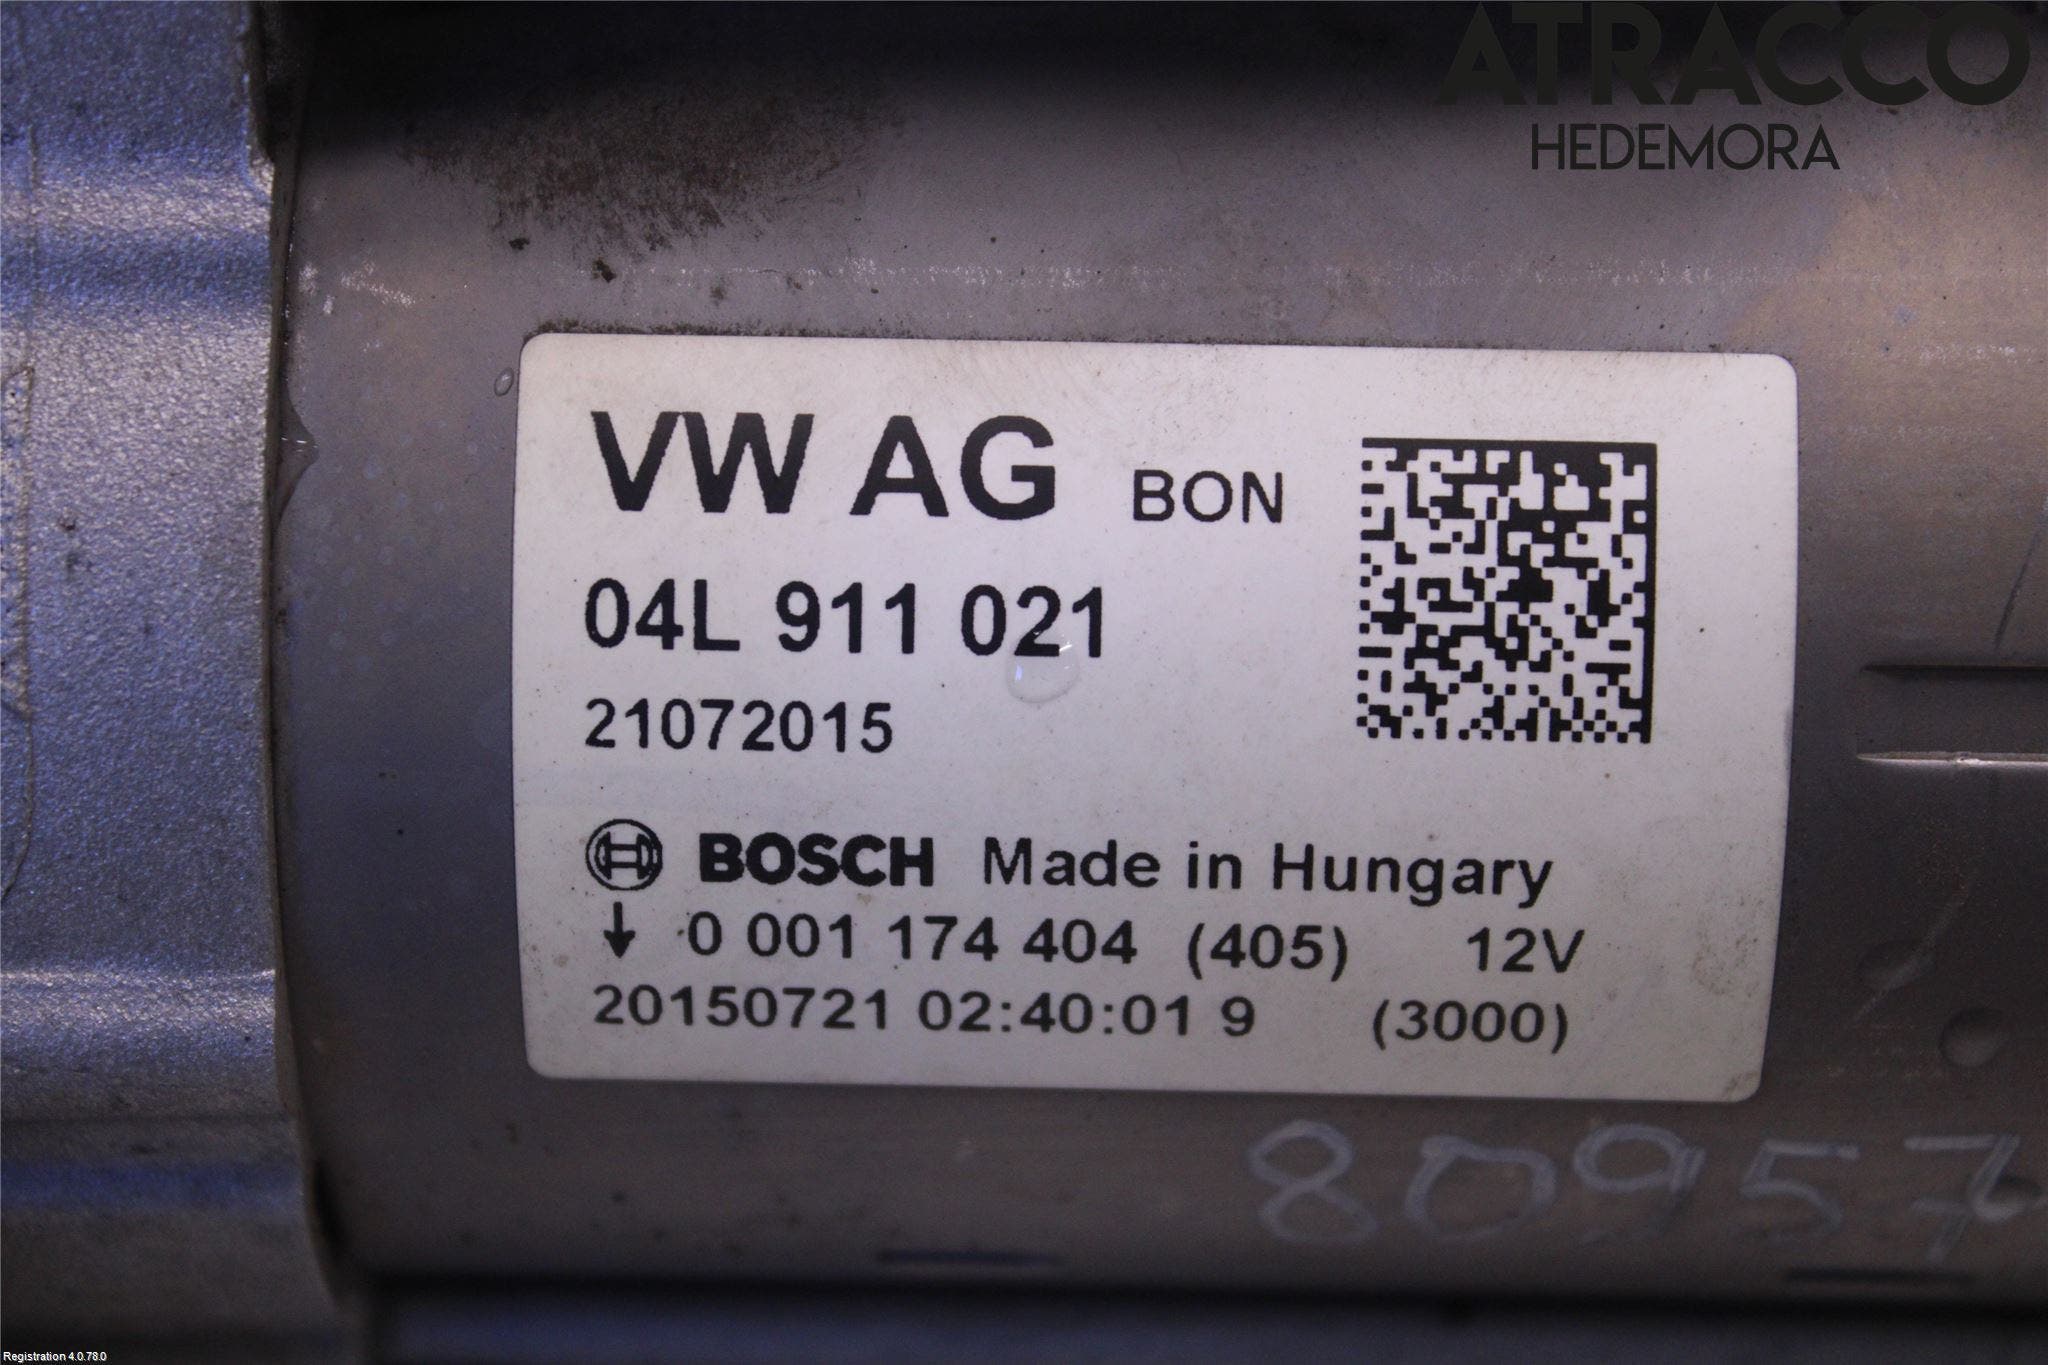 ATRACCO
HEDEMORA
VW AG BON
04L 911 021
21072015
BOSCH Made in Hungary
↓ 0 001 174 404 (405) 12V
20150721 02:40:01 9 (3000)
80957
Registration 4.0.78.0